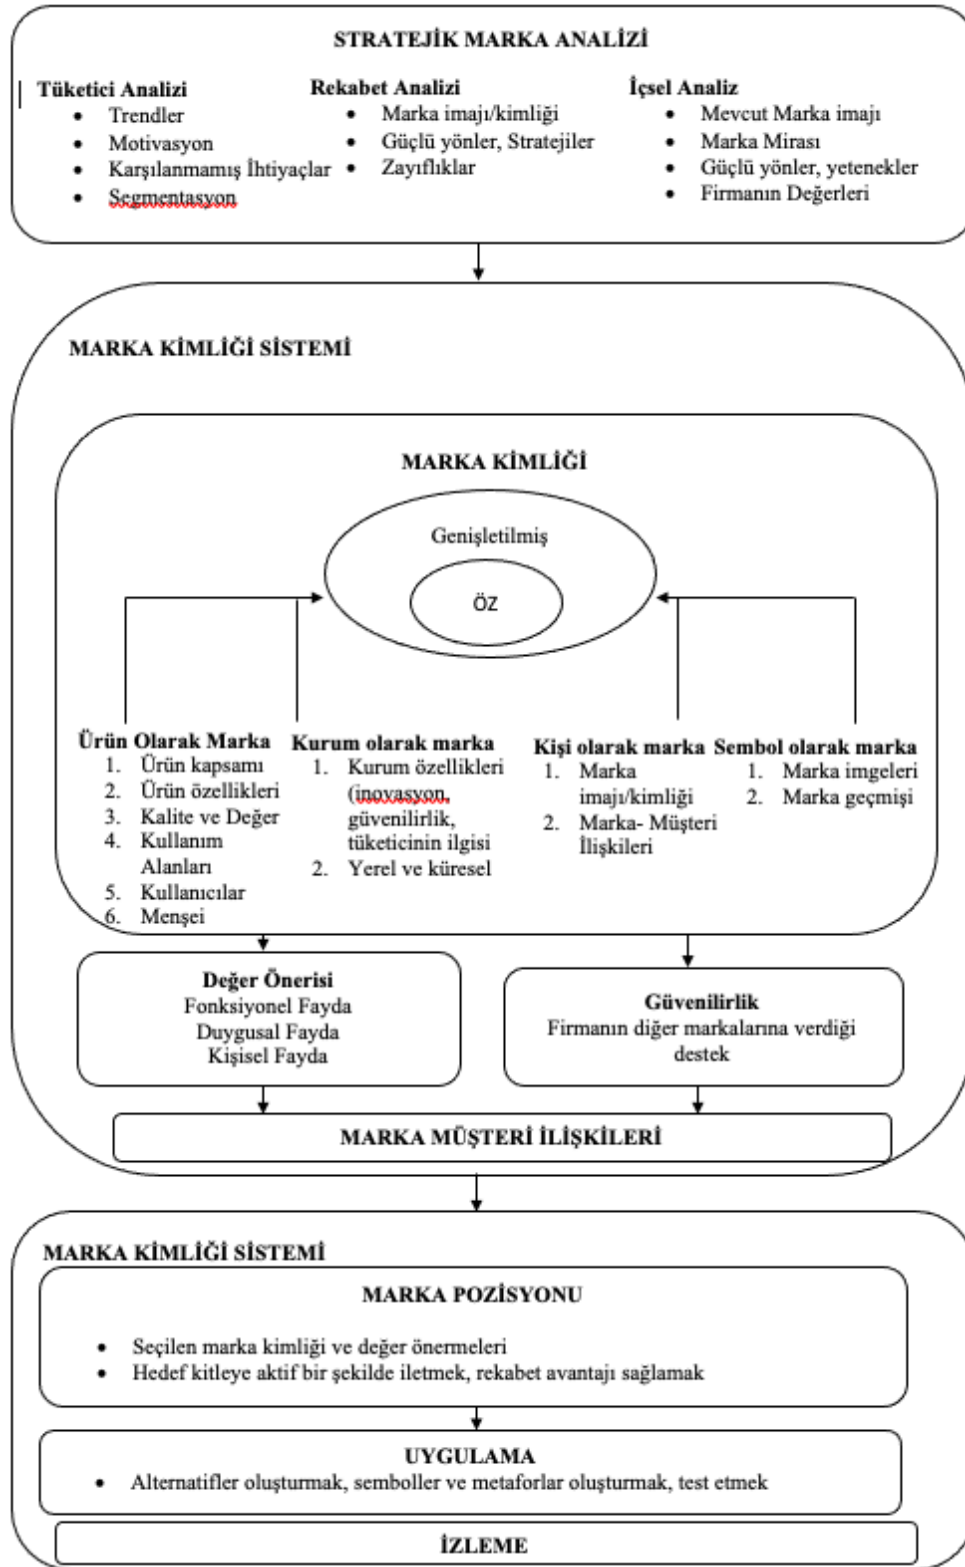 STRATEJİK MARKA ANALİZİ
Tüketici Analizi
Trendler
Motivasyon
Karşılanmamış İhtiyaçlar
Segmentasyon
Rekabet Analizi
Marka imajı/kimliği
Güçlü yönler, Stratejiler
Zayıflıklar
İçsel Analiz
Mevcut Marka imajı
Marka Mirası
Güçlü yönler, yetenekler
Firmanın Değerleri
MARKA KİMLİĞİ SİSTEMİ
MARKA KİMLİĞİ
Genişletilmiş
ÖZ
Ürün Olarak Marka
1. Ürün kapsamı
2. Ürün özellikleri
3. Kalite ve Değer
4. Kullanım
Alanları
5. Kullanıcılar
6. Menşei
Kurum olarak marka
1. Kurum özellikleri
(inovasyon,
güvenilirlik,
tüketicinin ilgisi
2. Yerel ve küresel
Kişi olarak marka
1. Marka
imajı/kimliği
2. Marka- Müşteri
İlişkileri
Sembol olarak marka
1. Marka imgeleri
2. Marka geçmişi
Değer Önerisi
Fonksiyonel Fayda
Duygusal Fayda
Kişisel Fayda
Güvenilirlik
Firmanın diğer markalarına verdiği
destek
MARKA MÜŞTERİ İLİŞKİLERİ
MARKA KİMLİĞİ SİSTEMİ
MARKA POZİSYONU
Seçilen marka kimliği ve değer önermeleri
Hedef kitleye aktif bir şekilde iletmek, rekabet avantajı sağlamak
UYGULAMA
Alternatifler oluşturmak, semboller ve metaforlar oluşturmak, test etmek
İZLEME